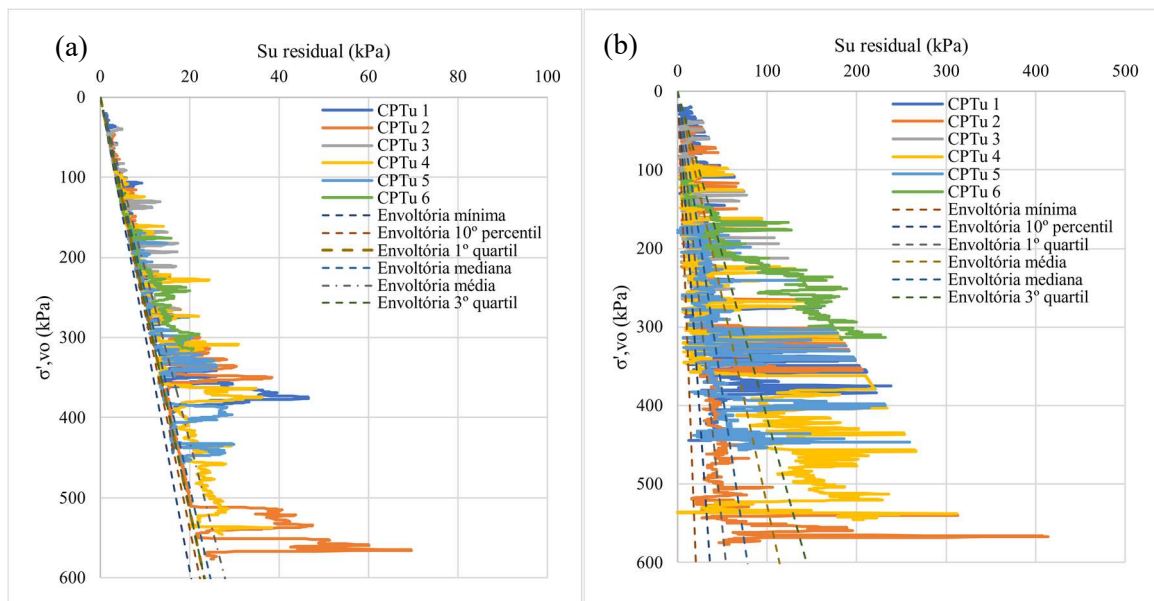 (a)
Su residual (kPa)
0 20 40 60 80 100
0
100
200
300
400
500
600
σ',vo (kPa)
CPTu 1
CPTu 2
CPTu 3
CPTu 4
CPTu 5
CPTu 6
Envoltória mínima
Envoltória 10º percentil
Envoltória 1º quartil
Envoltória mediana
Envoltória média
Envoltória 3º quartil
(b)
Su residual (kPa)
0 100 200 300 400 500
0
100
200
300
400
500
600
σ',vo (kPa)
CPTu 1
CPTu 2
CPTu 3
CPTu 4
CPTu 5
CPTu 6
Envoltória mínima
Envoltória 10º percentil
Envoltória 1º quartil
Envoltória média
Envoltória mediana
Envoltória 3º quartil